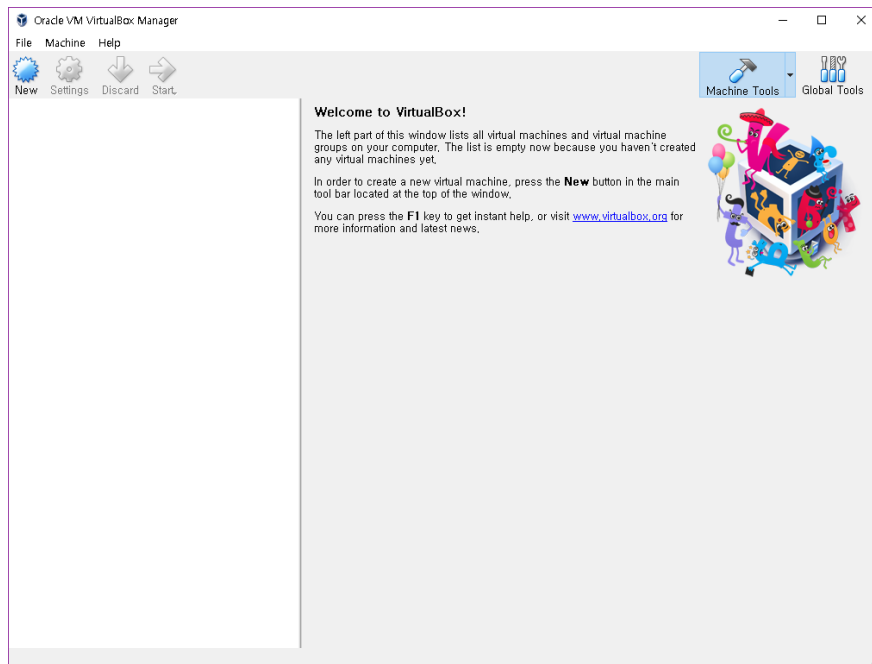 Oracle VM VirtualBox Manager
File Machine Help
New Settings Discard Start
Machine Tools Global Tools
Welcome to VirtualBox!
The left part of this window lists all virtual machines and virtual machine
groups on your computer. The list is empty now because you haven't created
any virtual machines yet.
In order to create a new virtual machine, press the New button in the main
tool bar located at the top of the window.
You can press the F1 key to get instant help, or visit www.virtualbox.org for
more information and latest news.